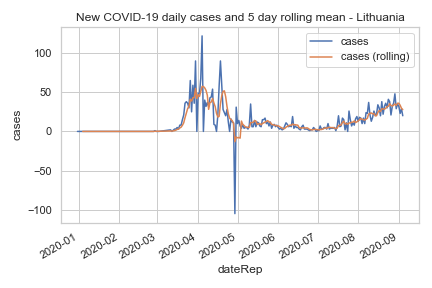 New COVID-19 daily cases and 5 day rolling mean - Lithuania
cases
cases (rolling)
100
50
0
−50
−100
cases
2020-01
2020-02
2020-03
2020-04
2020-05
2020-06
2020-07
2020-08
2020-09
dateRep